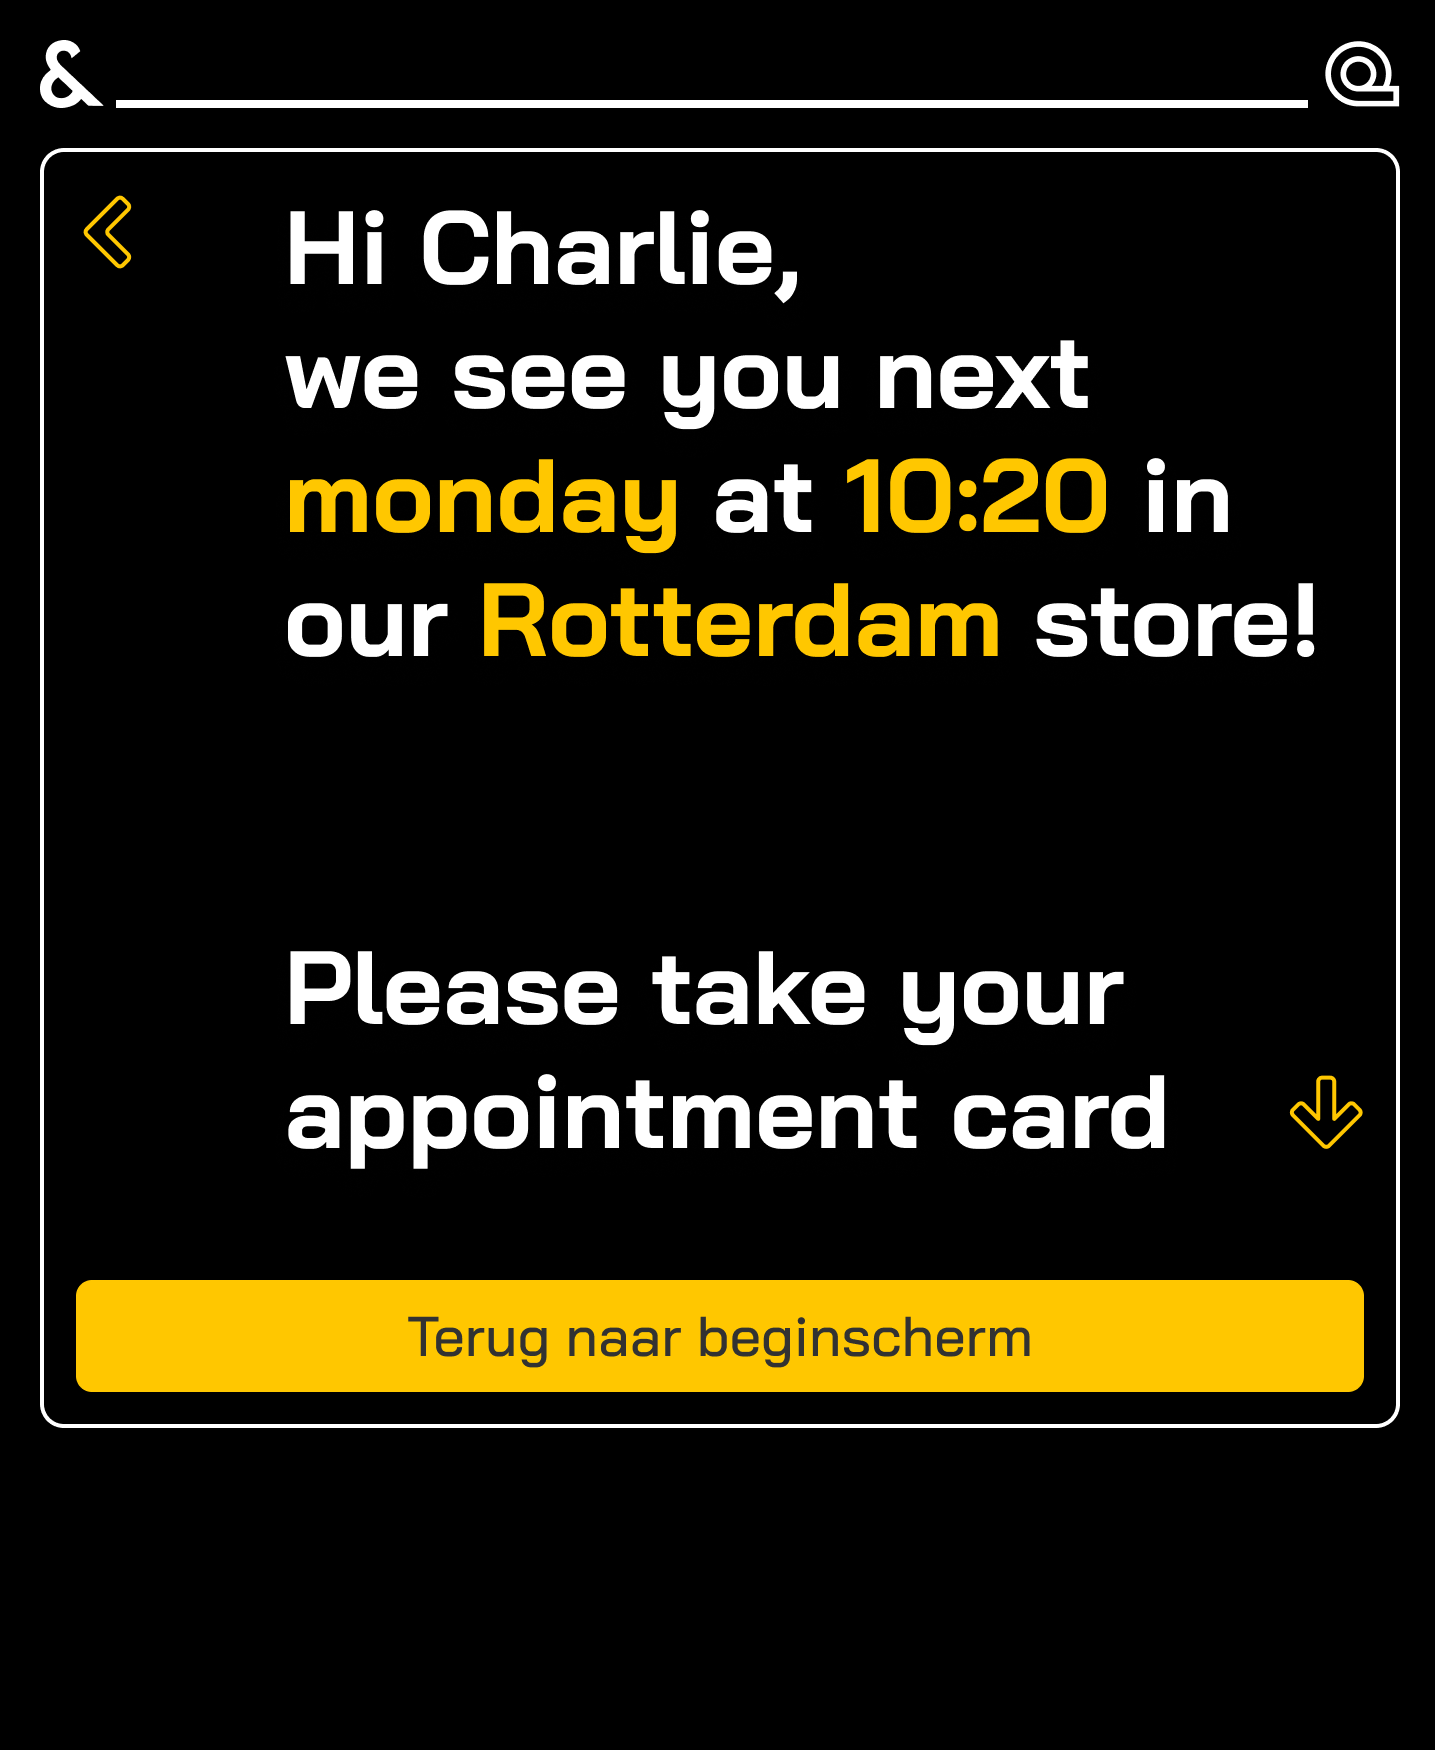 &
Hi Charlie,
we see you next
monday at 10:20 in
our Rotterdam store!
Please take your
appointment card
Terug naar beginscherm